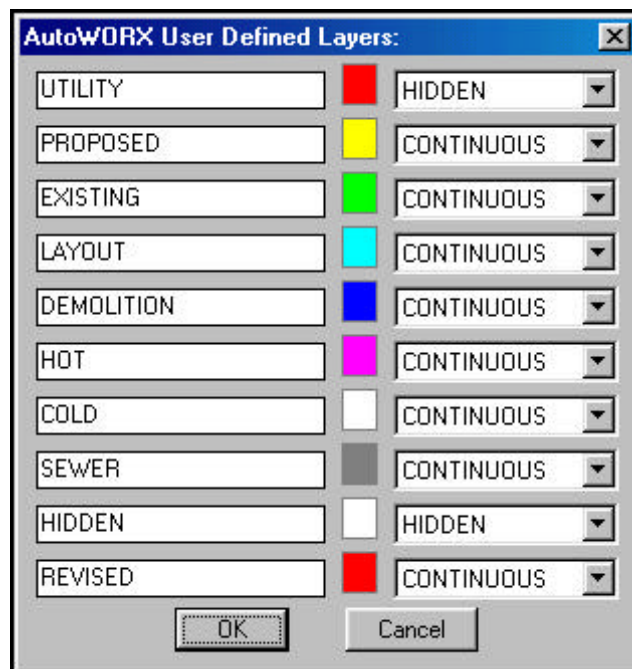 AutoWORX User Defined Layers:
UTILITY HIDDEN
PROPOSED CONTINUOUS
EXISTING CONTINUOUS
LAYOUT CONTINUOUS
DEMOLITION CONTINUOUS
HOT CONTINUOUS
COLD CONTINUOUS
SEWER CONTINUOUS
HIDDEN HIDDEN
REVISED CONTINUOUS
OK Cancel